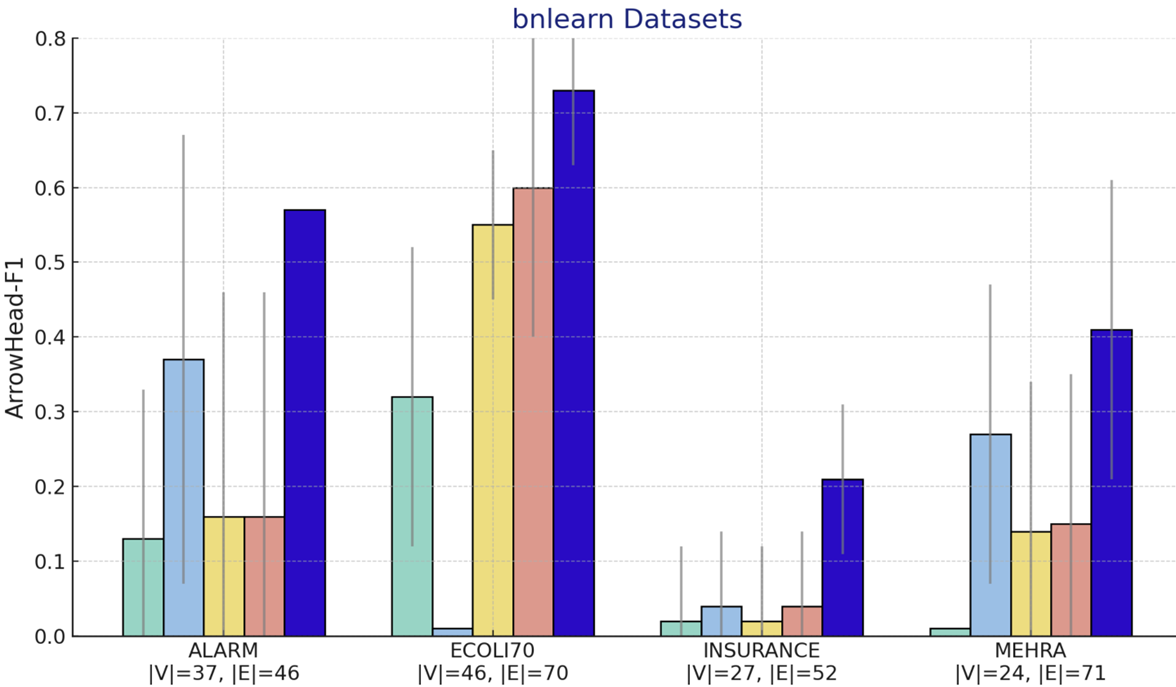 bnlearn Datasets
0.8
0.7
0.6
0.5
0.4
0.3
0.2
0.1
0.0
ArrowHead-F1
ALARM
|V|=37, |E|=46
ECOLI70
|V|=46, |E|=70
INSURANCE
|V|=27, |E|=52
MEHRA
|V|=24, |E|=71